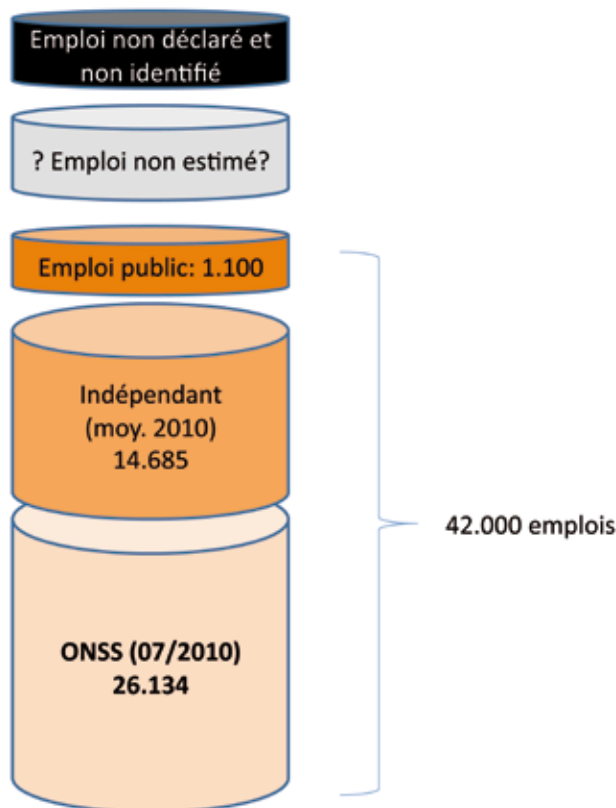 Emploi non déclaré et
non identifié
? Emploi non estimé?
Emploi public: 1.100
Indépendant
(moy. 2010)
14.685
42.000 emplois
ONSS (07/2010)
26.134